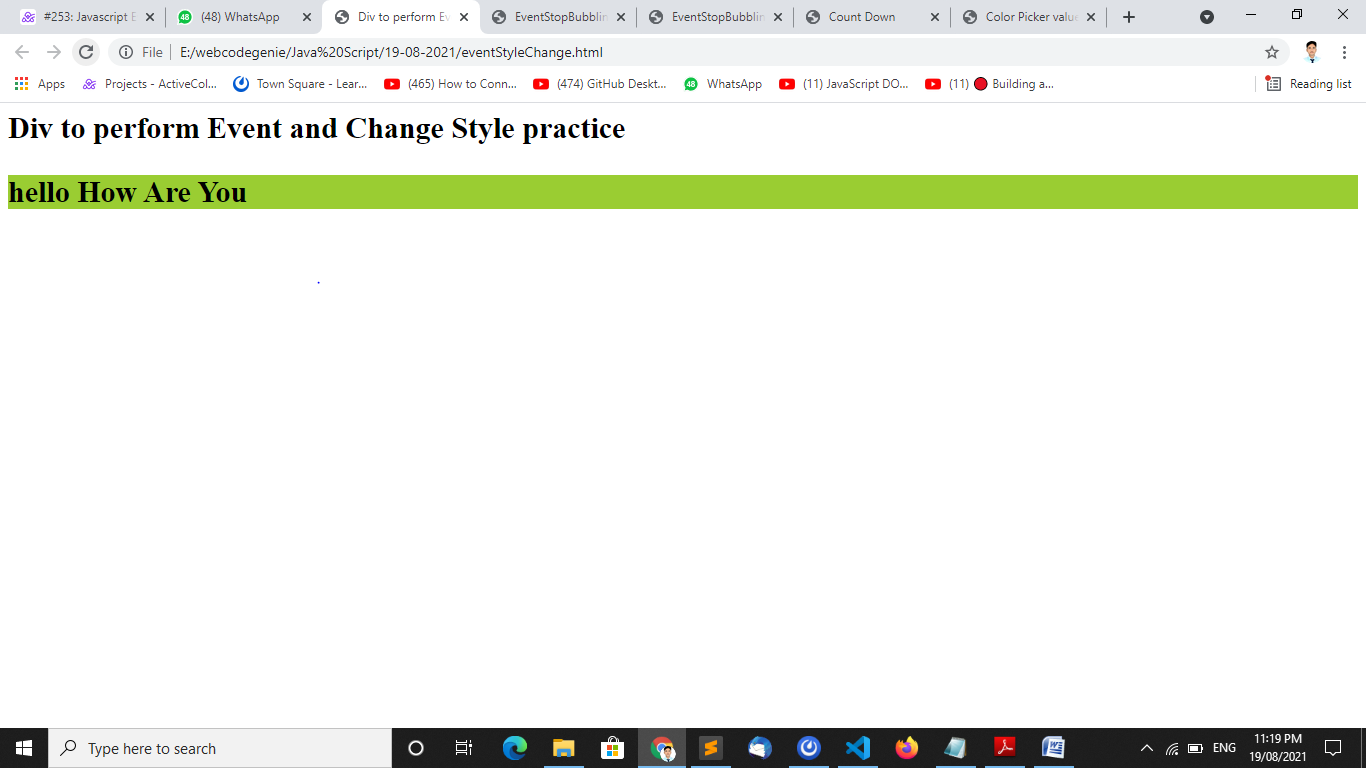 #253: Javascript E
(48) WhatsApp
Div to perform Ev
EventStopBubblin
EventStopBubblin
Count Down
Color Picker value
File
E:/webcodegenie/Java%20Script/19-08-2021/eventStyleChange.html
Apps
Projects - ActiveCol...
Town Square - Lear...
(465) How to Conn...
(474) GitHub Deskt...
48
WhatsApp
(11) JavaScript DO...
(11) 🔴 Building a...
Reading list
Div to perform Event and Change Style practice
hello How Are You
Type here to search
ENG
11:19 PM
19/08/2021